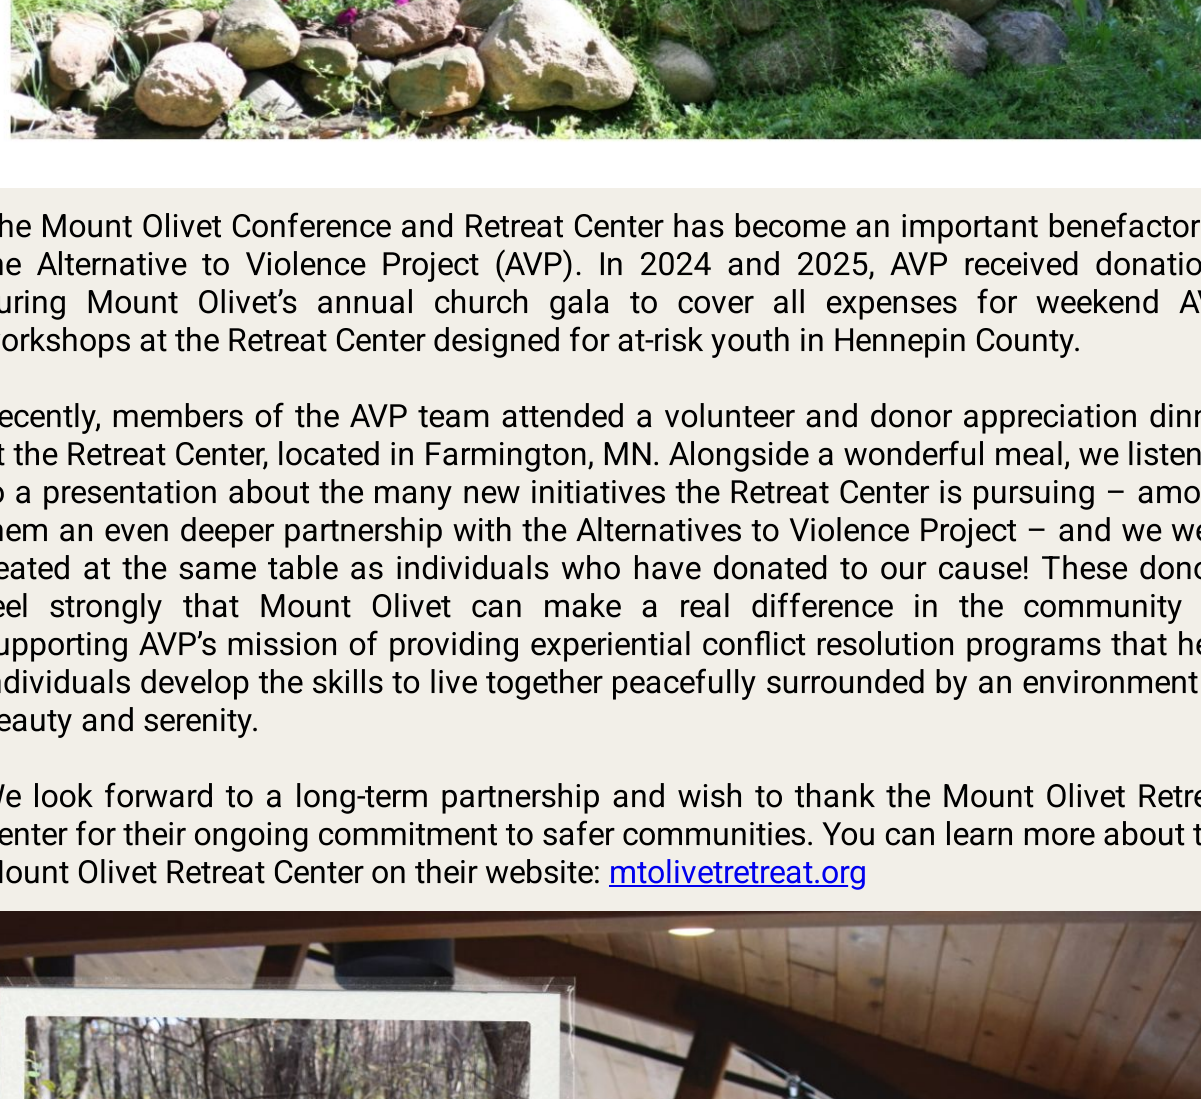 he Mount Olivet Conference and Retreat Center has become an important benefactor
he Alternative to Violence Project (AVP). In 2024 and 2025, AVP received donatio
uring Mount Olivet’s annual church gala to cover all expenses for weekend AV
orkshops at the Retreat Center designed for at-risk youth in Hennepin County.
ecently, members of the AVP team attended a volunteer and donor appreciation dinn
t the Retreat Center, located in Farmington, MN. Alongside a wonderful meal, we listen
o a presentation about the many new initiatives the Retreat Center is pursuing – amo
hem an even deeper partnership with the Alternatives to Violence Project – and we we
eated at the same table as individuals who have donated to our cause! These dono
eel strongly that Mount Olivet can make a real difference in the community
upporting AVP’s mission of providing experiential conflict resolution programs that he
ndividuals develop the skills to live together peacefully surrounded by an environment
eauty and serenity.
We look forward to a long-term partnership and wish to thank the Mount Olivet Retre
enter for their ongoing commitment to safer communities. You can learn more about t
Mount Olivet Retreat Center on their website: mtolivetretreat.org